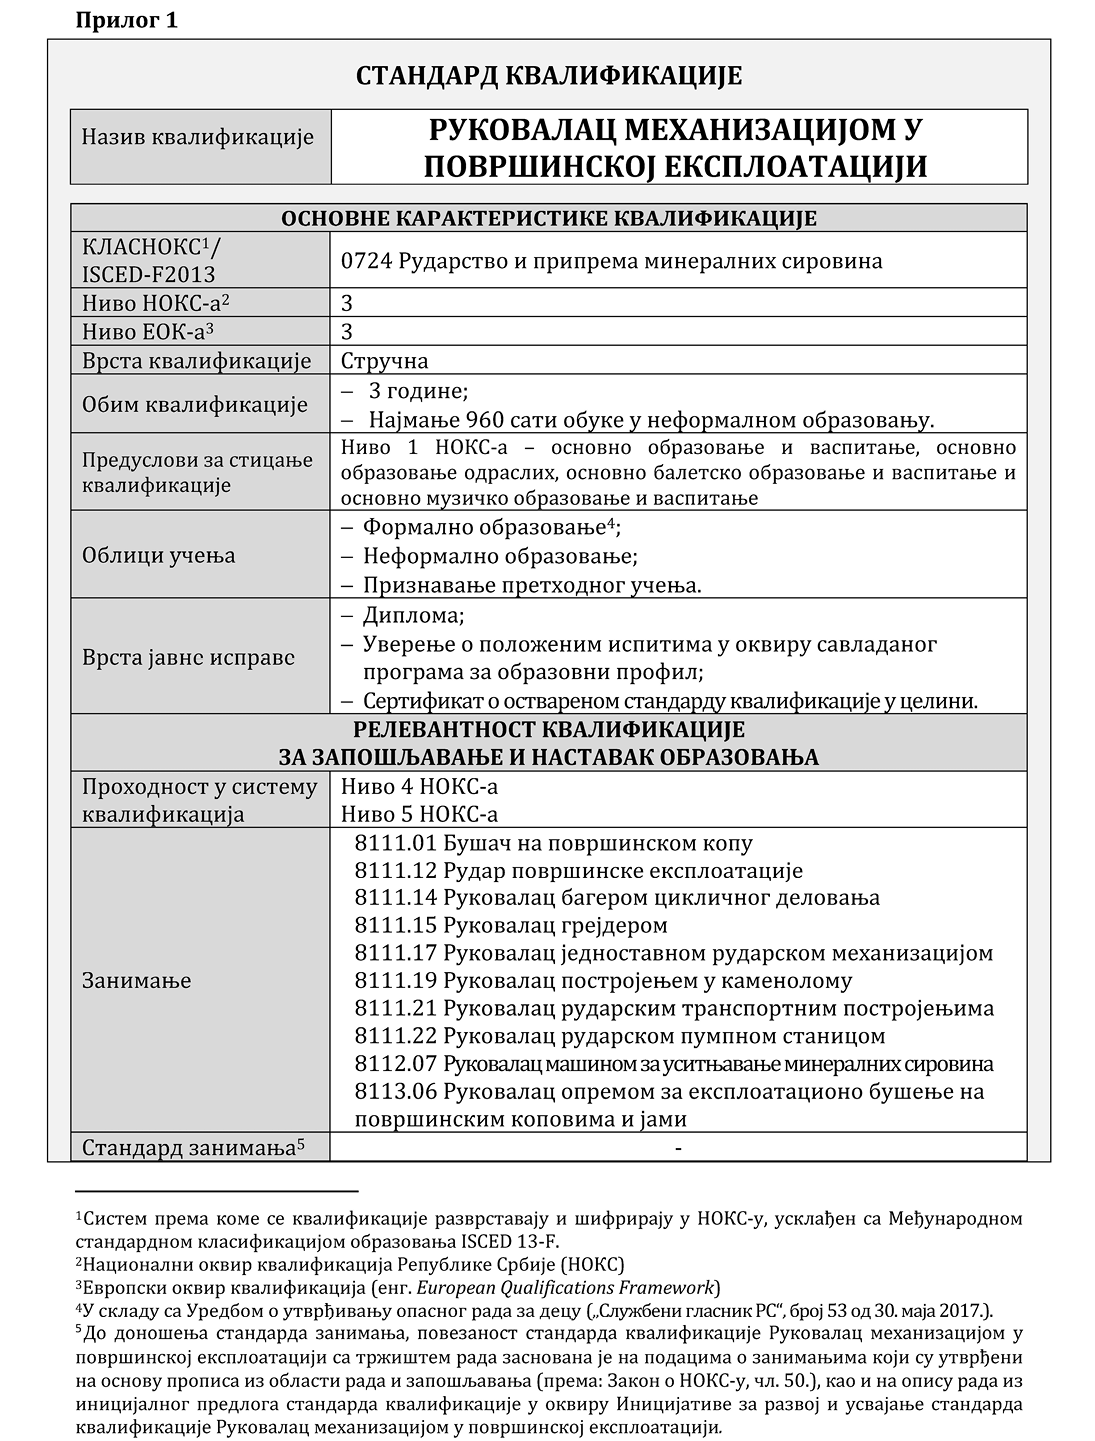 Прилог 1
СТАНДАРД КВАЛИФИКАЦИЈЕ
Назив квалификације
РУКОВАЛАЦ МЕХАНИЗАЦИЈОМ У
ПОВРШИНСКОЈ ЕКСПЛОАТАЦИЈИ
ОСНОВНЕ КАРАКТЕРИСТИКЕ КВАЛИФИКАЦИЈЕ
КЛАСНОКС¹/
ISCED-F2013
0724 Рударство и припрема минералних сировина
Ниво НОКС-а² 3
Ниво ЕОК-а³ 3
Врста квалификације Стручна
Обим квалификације
– 3 године;
– Најмање 960 сати обуке у неформалном образовању.
Предуслови за стицање
квалификације
Ниво 1 НОКС-а – основно образовање и васпитање, основно
образовање одраслих, основно балетско образовање и васпитање и
основно музичко образовање и васпитање
Облици учења
– Формално образовање⁴;
– Неформално образовање;
– Признавање претходног учења.
Врста јавне исправе
– Диплома;
– Уверење о положеним испитима у оквиру савладаног
програма за образовни профил;
– Сертификат о оствареном стандарду квалификације у целини.
РЕЛЕВАНТНОСТ КВАЛИФИКАЦИЈЕ
ЗА ЗАПОШЉАВАЊЕ И НАСТАВАК ОБРАЗОВАЊА
Проходност у систему
квалификација
Ниво 4 НОКС-а
Ниво 5 НОКС-а
Занимање
8111.01 Бушач на површинском копу
8111.12 Рудар површинске експлоатације
8111.14 Руковалац багером цикличног деловања
8111.15 Руковалац грејдером
8111.17 Руковалац једноставном рударском механизацијом
8111.19 Руковалац постројењем у каменолому
8111.21 Руковалац рударским транспортним постројењима
8111.22 Руковалац рударском пумпном станицом
8112.07 Руковалац машином за уситњавање минералних сировина
8113.06 Руковалац опремом за експлоатационо бушење на
површинским коповима и јами
Стандард занимања⁵ -
¹Систем према коме се квалификације разврставају и шифрирају у НОКС-у, усклађен са Међународном
стандардном класификацијом образовања ISCED 13-F.
²Национални оквир квалификација Републике Србије (НОКС)
³Европски оквир квалификација (енг. European Qualifications Framework)
⁴У складу са Уредбом о утврђивању опасног рада за децу („Службени гласник РС“, број 53 од 30. маја 2017.).
⁵До доношења стандарда занимања, повезаност стандарда квалификације Руковалац механизацијом у
површинској експлоатацији са тржиштем рада заснована је на подацима о занимањима који су утврђени
на основу прописа из области рада и запошљавања (према: Закон о НОКС-у, чл. 50.), као и на опису рада из
иницијалног предлога стандарда квалификације у оквиру Иницијативе за развој и усвајање стандарда
квалификације Руковалац механизацијом у површинској експлоатацији.